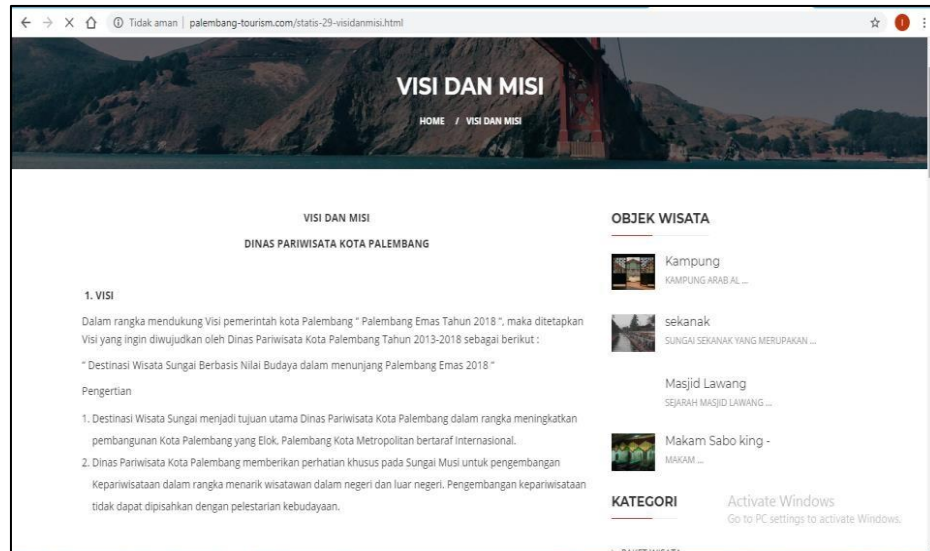 Tidak aman | palembang-tourism.com/statis-29-visidanmisi.html
VISI DAN MISI
HOME / VISI DAN MISI
VISI DAN MISI
DINAS PARIWISATA KOTA PALEMBANG
1. VISI
Dalam rangka mendukung Visi pemerintah kota Palembang " Palembang Emas Tahun 2018 ", maka ditetapkan
Visi yang ingin diwujudkan oleh Dinas Pariwisata Kota Palembang Tahun 2013-2018 sebagai berikut :
" Destinasi Wisata Sungai Berbasis Nilai Budaya dalam menunjang Palembang Emas 2018 "
Pengertian
1. Destinasi Wisata Sungai menjadi tujuan utama Dinas Pariwisata Kota Palembang dalam rangka meningkatkan
pembangunan Kota Palembang yang Elok. Palembang Kota Metropolitan bertaraf Internasional.
2. Dinas Pariwisata Kota Palembang memberikan perhatian khusus pada Sungai Musi untuk pengembangan
Kepariwisataan dalam rangka menarik wisatawan dalam negeri dan luar negeri. Pengembangan kepariwisataan
tidak dapat dipisahkan dengan pelestarian kebudayaan.
OBJEK WISATA
Kampung
KAMPUNG ARAB AL ...
sekanak
SUNGAI SEKANAK YANG MERUPAKAN ...
Masjid Lawang
SEJARAH MASJID LAWANG ...
Makam Sabo king -
MAKAM ...
KATEGORI
Activate Windows
Go to PC settings to activate Windows.